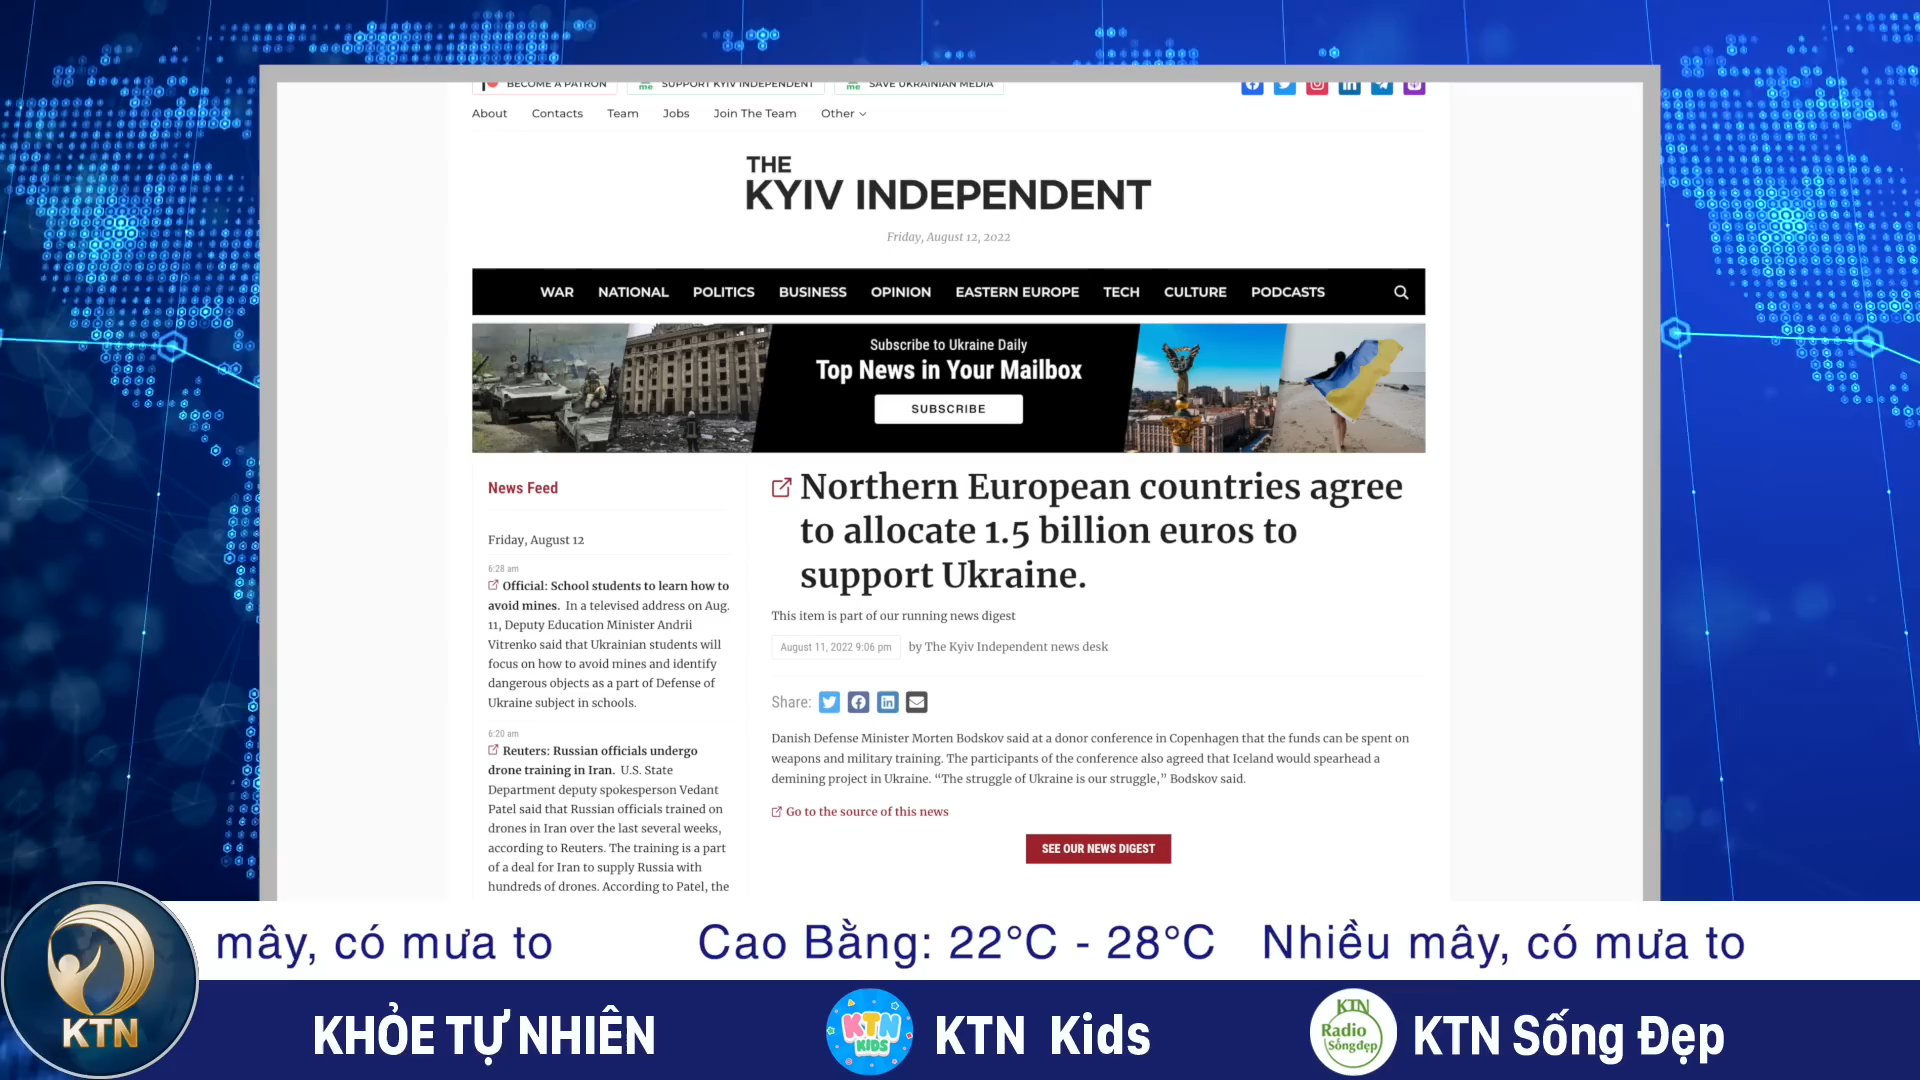 BECOME A PATRON
me SUPPORT KYIV INDEPENDENT
me SAVE UKRAINIAN MEDIA
About Contacts Team Jobs Join The Team Other
THE
KYIV INDEPENDENT
Friday, August 12, 2022
WAR NATIONAL POLITICS BUSINESS OPINION EASTERN EUROPE TECH CULTURE PODCASTS
Subscribe to Ukraine Daily
Top News in Your Mailbox
SUBSCRIBE
News Feed
Friday, August 12
6:28 am
Official: School students to learn how to
avoid mines. In a televised address on Aug.
11, Deputy Education Minister Andrii
Vitrenko said that Ukrainian students will
focus on how to avoid mines and identify
dangerous objects as a part of Defense of
Ukraine subject in schools.
6:20 am
Reuters: Russian officials undergo
drone training in Iran. U.S. State
Department deputy spokesperson Vedant
Patel said that Russian officials trained on
drones in Iran over the last several weeks,
according to Reuters. The training is a part
of a deal for Iran to supply Russia with
hundreds of drones. According to Patel, the
Northern European countries agree
to allocate 1.5 billion euros to
support Ukraine.
This item is part of our running news digest
August 11, 2022 9:06 pm by The Kyiv Independent news desk
Share:
Danish Defense Minister Morten Bodskov said at a donor conference in Copenhagen that the funds can be spent on
weapons and military training. The participants of the conference also agreed that Iceland would spearhead a
demining project in Ukraine. “The struggle of Ukraine is our struggle,” Bodskov said.
Go to the source of this news
SEE OUR NEWS DIGEST
mây, có mưa to Cao Bằng: 22°C - 28°C Nhiều mây, có mưa to
KTN
KHỎE TỰ NHIÊN
KTN
KIDS
KTN Kids
KTN
Radio
Sống đẹp
KTN Sống Đẹp